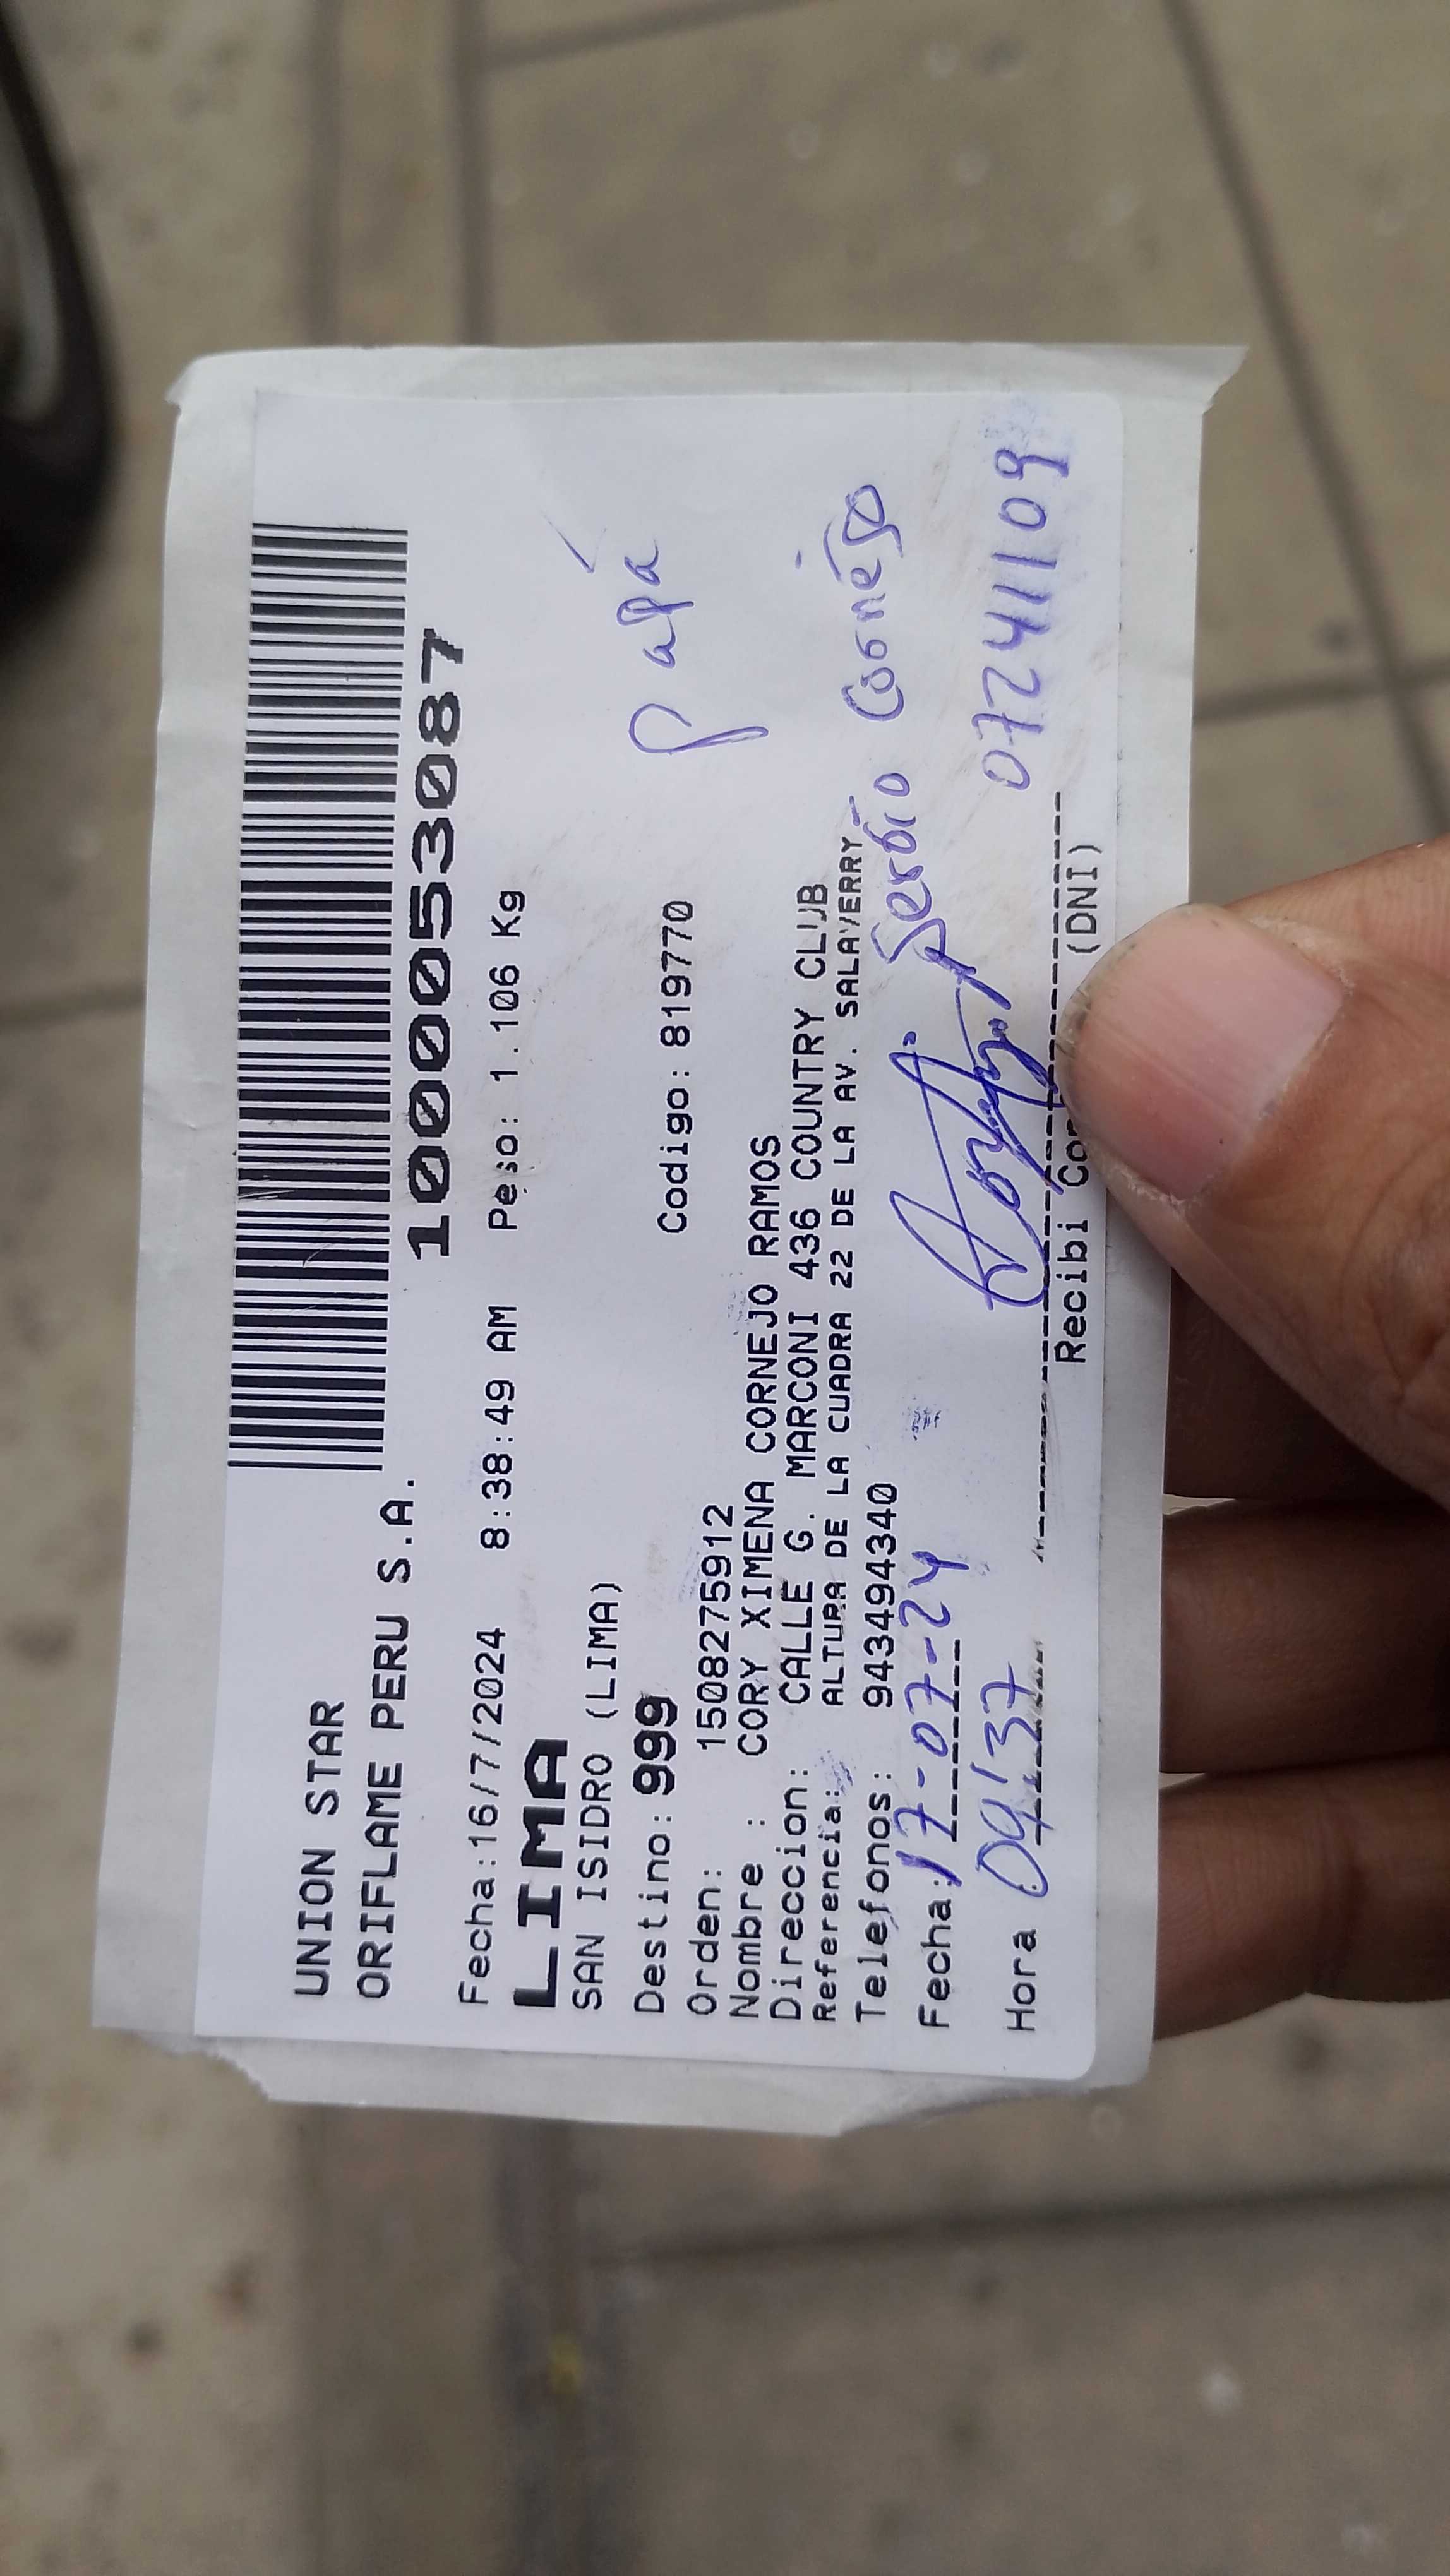 UNION STAR
ORIFLAME PERU S.A.
1000053087
Fecha:16/7/2024 8:38:49 AM Peso: 1.106 Kg
LIMA
SAN ISIDRO (LIMA)
Destino: 999 Codigo: 819770
papá
Orden: 1508275912
Nombre : CORY XIMENA CORNEJO RAMOS
Direccion: CALLE G. MARCONI 436 COUNTRY CLUB
Referencia: ALTURA DE LA CUADRA 22 DE LA AV. SALAVERRY
Telefonos: 943494340
Sergio Cornejo
Fecha: 17-07-24
07241109
Hora 09:37
Recibi (DNI)